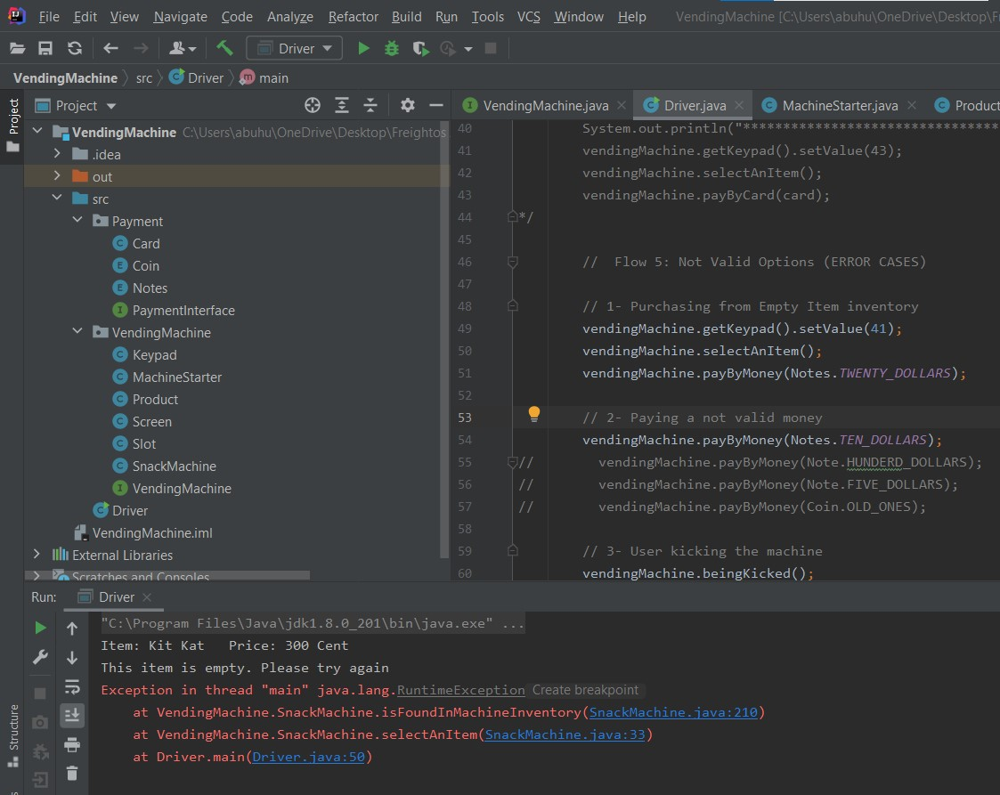 File Edit View Navigate Code Analyze Refactor Build Run Tools VCS Window Help VendingMachine [C:\Users\abuhu\OneDrive\Desktop\
Driver
VendingMachine src Driver main
Project
Project
VendingMachine.java Driver.java MachineStarter.java Product
VendingMachine C:\Users\abuhu\OneDrive\Desktop\Freightos
.idea
out
src
Payment
Card
Coin
Notes
PaymentInterface
VendingMachine
Keypad
MachineStarter
Product
Screen
Slot
SnackMachine
VendingMachine
Driver
VendingMachine.iml
External Libraries
Scratches and Consoles
40 System.out.println("********************************
41 vendingMachine.getKeypad().setValue(43);
42 vendingMachine.selectAnItem();
43 vendingMachine.payByCard(card);
44 */
45
46 // Flow 5: Not Valid Options (ERROR CASES)
47
48 // 1- Purchasing from Empty Item inventory
49 vendingMachine.getKeypad().setValue(41);
50 vendingMachine.selectAnItem();
51 vendingMachine.payByMoney(Notes.TWENTY_DOLLARS);
52
53 // 2- Paying a not valid money
54 vendingMachine.payByMoney(Notes.TEN_DOLLARS);
55 // vendingMachine.payByMoney(Note.HUNDERD_DOLLARS);
56 // vendingMachine.payByMoney(Note.FIVE_DOLLARS);
57 // vendingMachine.payByMoney(Coin.OLD_ONES);
58
59 // 3- User kicking the machine
60 vendingMachine.beingKicked();
Run: Driver
"C:\Program Files\Java\jdk1.8.0_201\bin\java.exe" ...
Item: Kit Kat Price: 300 Cent
This item is empty. Please try again
Exception in thread "main" java.lang.RuntimeException Create breakpoint
at VendingMachine.SnackMachine.isFoundInMachineInventory(SnackMachine.java:210)
at VendingMachine.SnackMachine.selectAnItem(SnackMachine.java:33)
at Driver.main(Driver.java:50)
Structure